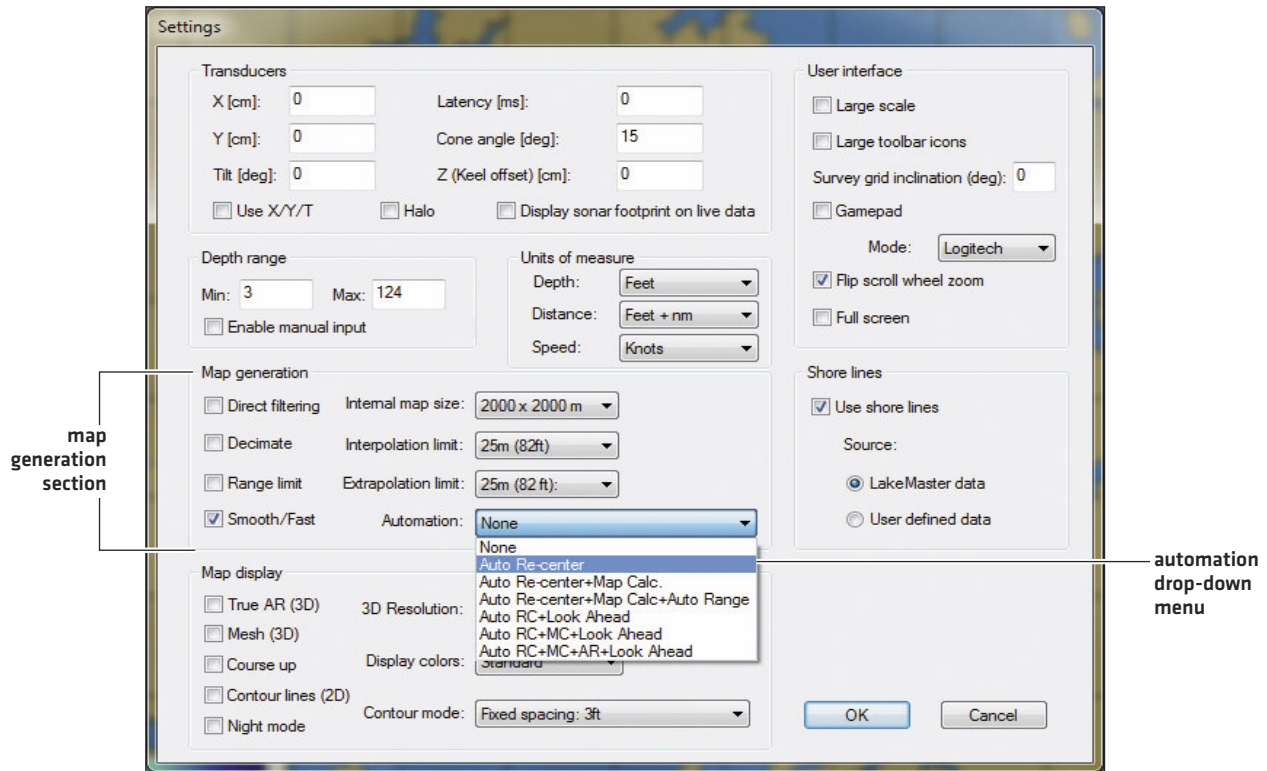 Settings
Transducers
X [cm]: 0
Latency [ms]: 0
Y [cm]: 0
Cone angle [deg]: 15
Tilt [deg]: 0
Z (Keel offset) [cm]: 0
Use X/Y/T
Halo
Display sonar footprint on live data
Depth range
Min: 3
Max: 124
Enable manual input
Units of measure
Depth: Feet
Distance: Feet + nm
Speed: Knots
Map generation
Direct filtering
Internal map size: 2000 x 2000 m
Decimate
Interpolation limit: 25m (82ft)
Range limit
Extrapolation limit: 25m (82 ft):
Smooth/Fast
Automation: None
None
Auto Re-center
Auto Re-center+Map Calc.
Auto Re-center+Map Calc+Auto Range
Auto RC+Look Ahead
Auto RC+MC+Look Ahead
Auto RC+MC+AR+Look Ahead
Map display
True AR (3D)
3D Resolution:
Mesh (3D)
Course up
Display colors: Standard
Contour lines (2D)
Night mode
Contour mode: Fixed spacing: 3ft
User interface
Large scale
Large toolbar icons
Survey grid inclination (deg): 0
Gamepad
Mode: Logitech
Flip scroll wheel zoom
Full screen
Shore lines
Use shore lines
Source:
LakeMaster data
User defined data
OK
Cancel
map
generation
section
automation
drop-down
menu